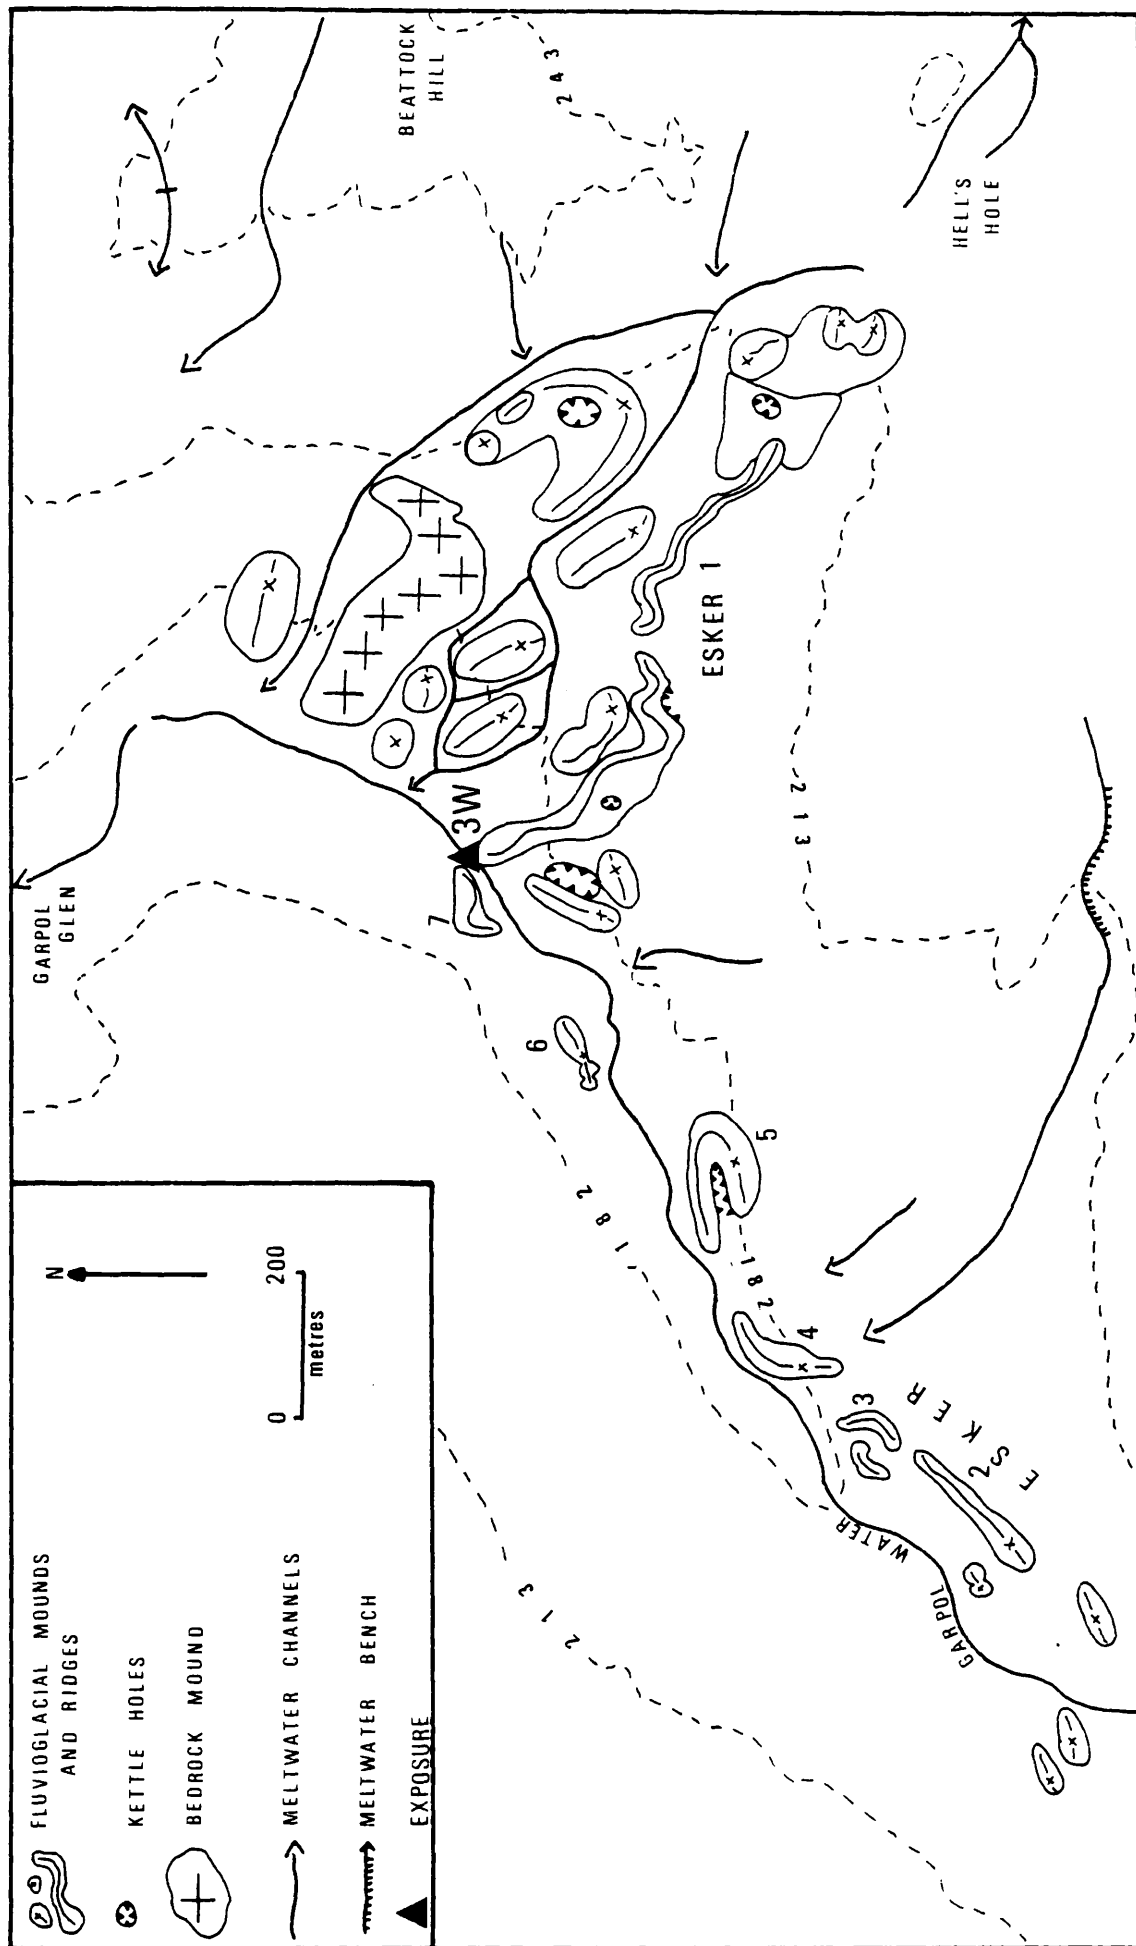 FLUVIOGLACIAL MOUNDS
AND RIDGES
KETTLE HOLES
BEDROCK MOUND
MELTWATER CHANNELS
MELTWATER BENCH
EXPOSURE
N
0 200
metres
GARPOL
GLEN
BEATTOCK
HILL
243
HELL'S
HOLE
3W
7
6
5
4
3
2
ESKER 1
ESKER
213
182
182
213
GARPOL WATER